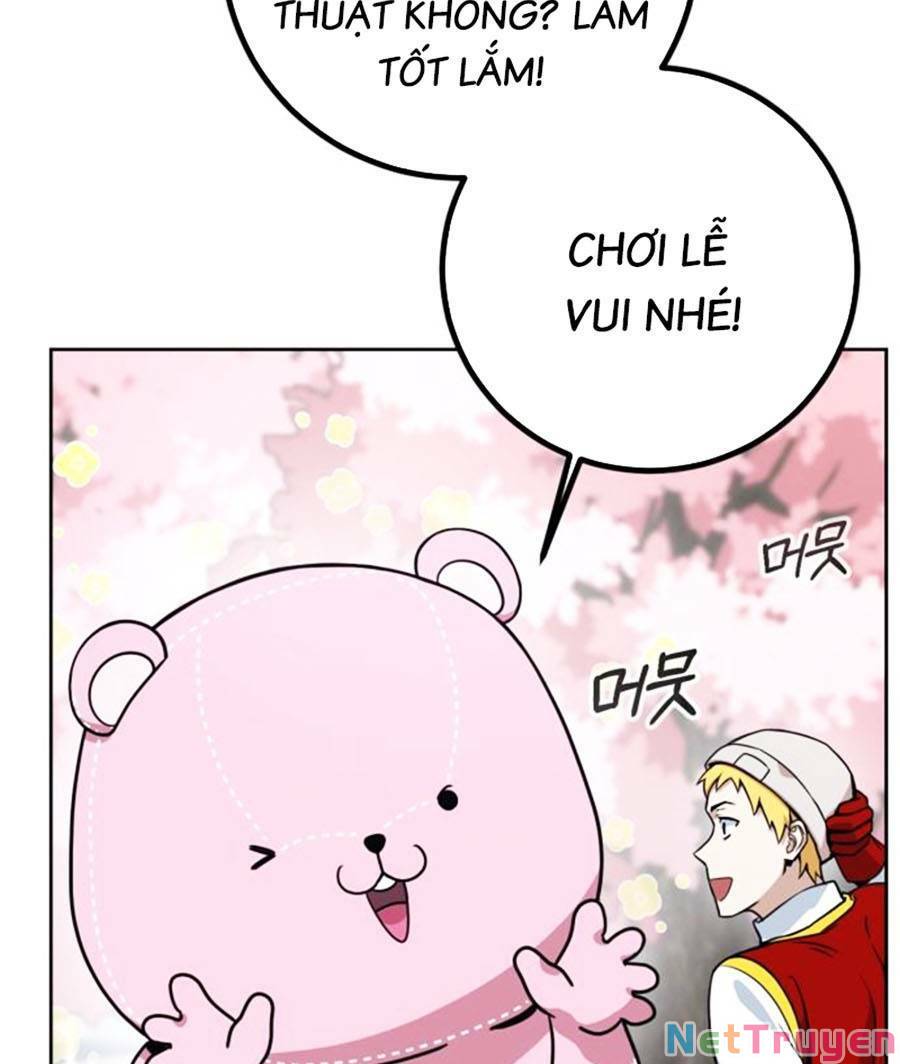 THUẬT KHÔNG? LÀM
TỐT LẮM!
CHƠI LỄ
VUI NHÉ!
머뭇
머뭇
NetTruyen